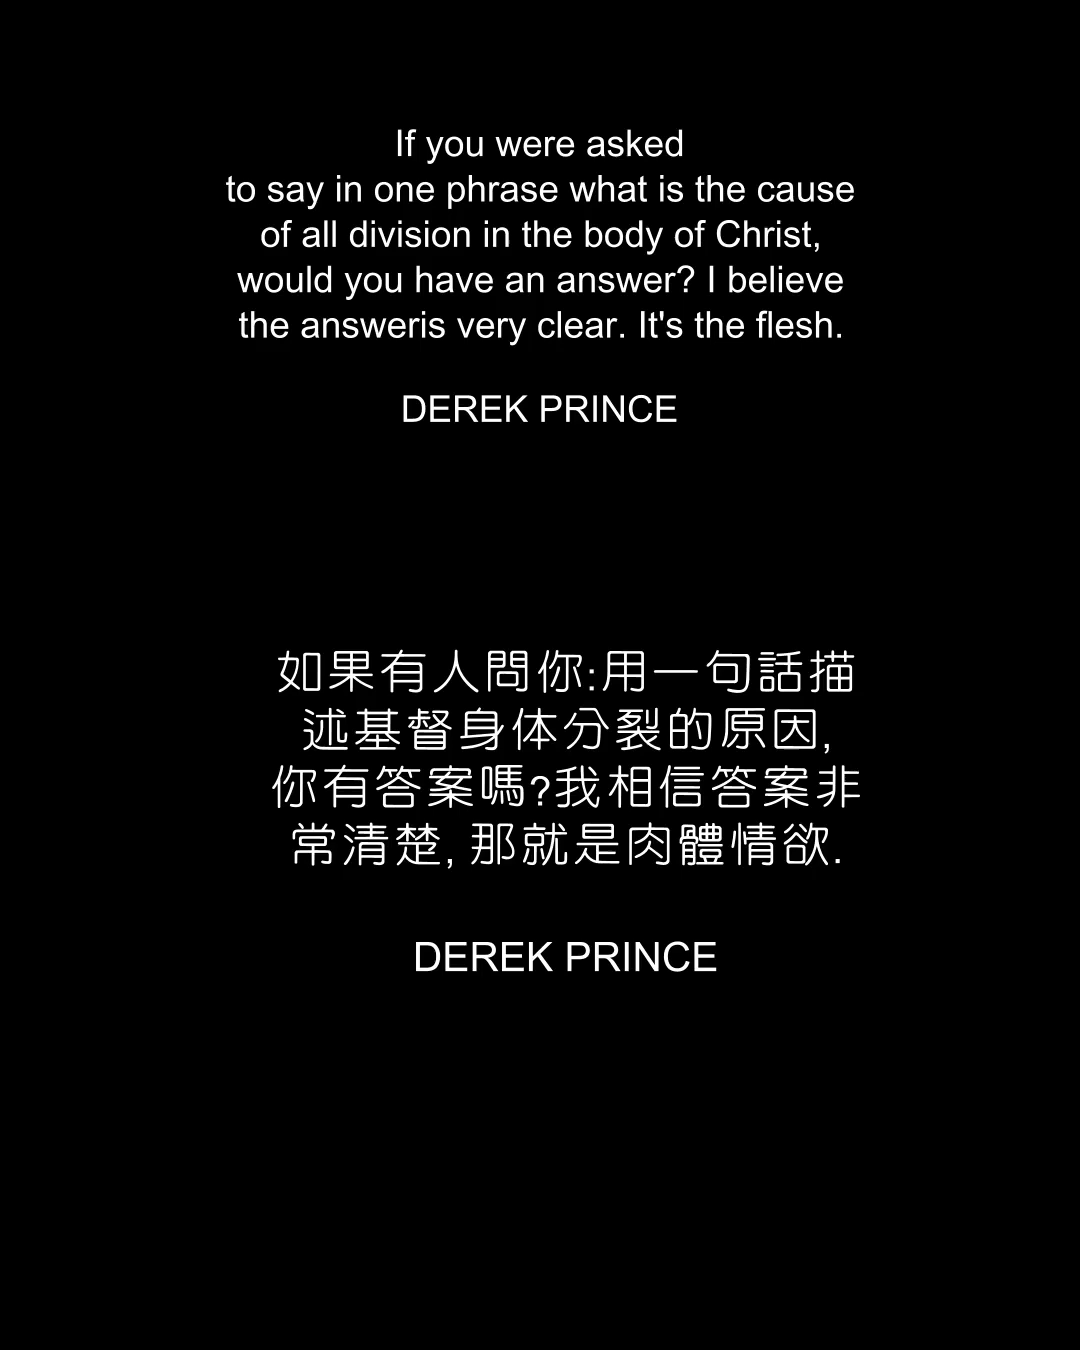 If you were asked
to say in one phrase what is the cause
of all division in the body of Christ,
would you have an answer? I believe
the answeris very clear. It's the flesh.
DEREK PRINCE
如果有人問你:用一句話描
述基督身体分裂的原因,
你有答案嗎?我相信答案非
常清楚, 那就是肉體情欲.
DEREK PRINCE